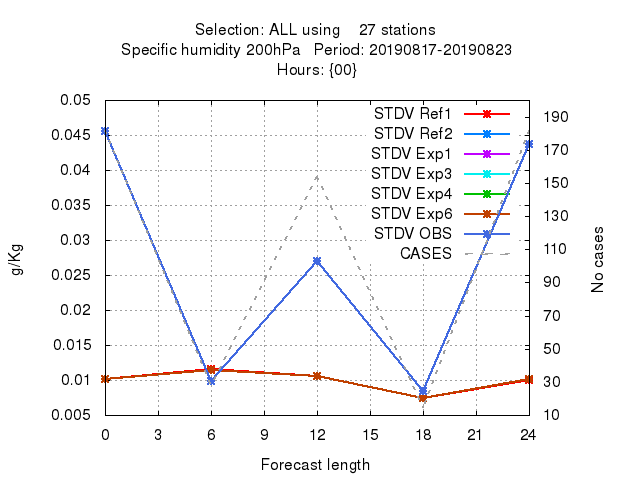 Selection: ALL using    27 stations
Specific humidity 200hPa   Period: 20190817-20190823
Hours: {00}
0.05
0.045
0.04
0.035
0.03
0.025
0.02
0.015
0.01
0.005
g/Kg
STDV Ref1
STDV Ref2
STDV Exp1
STDV Exp3
STDV Exp4
STDV Exp6
STDV OBS
CASES
190
170
150
130
110
90
70
50
30
10
No cases
0 3 6 9 12 15 18 21 24
Forecast length